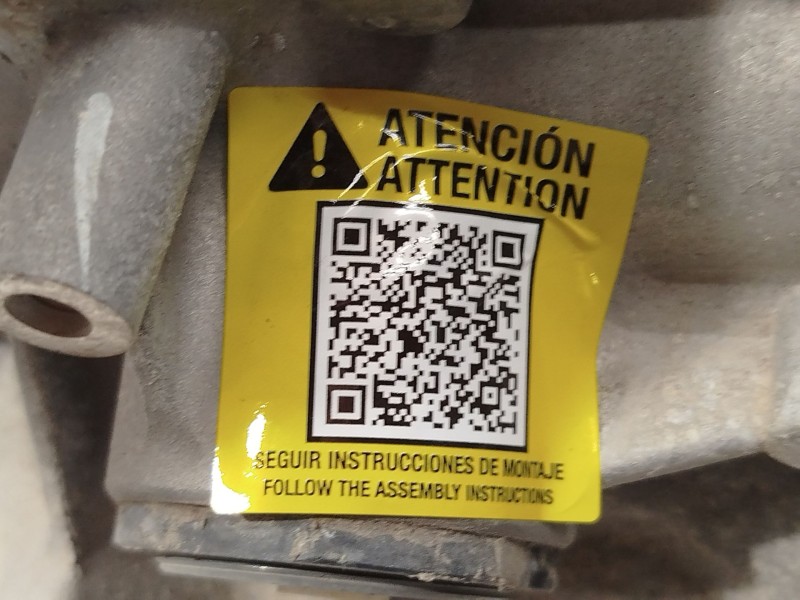 ATENCIÓN
ATTENTION
SEGUIR INSTRUCCIONES DE MONTAJE
FOLLOW THE ASSEMBLY INSTRUCTIONS